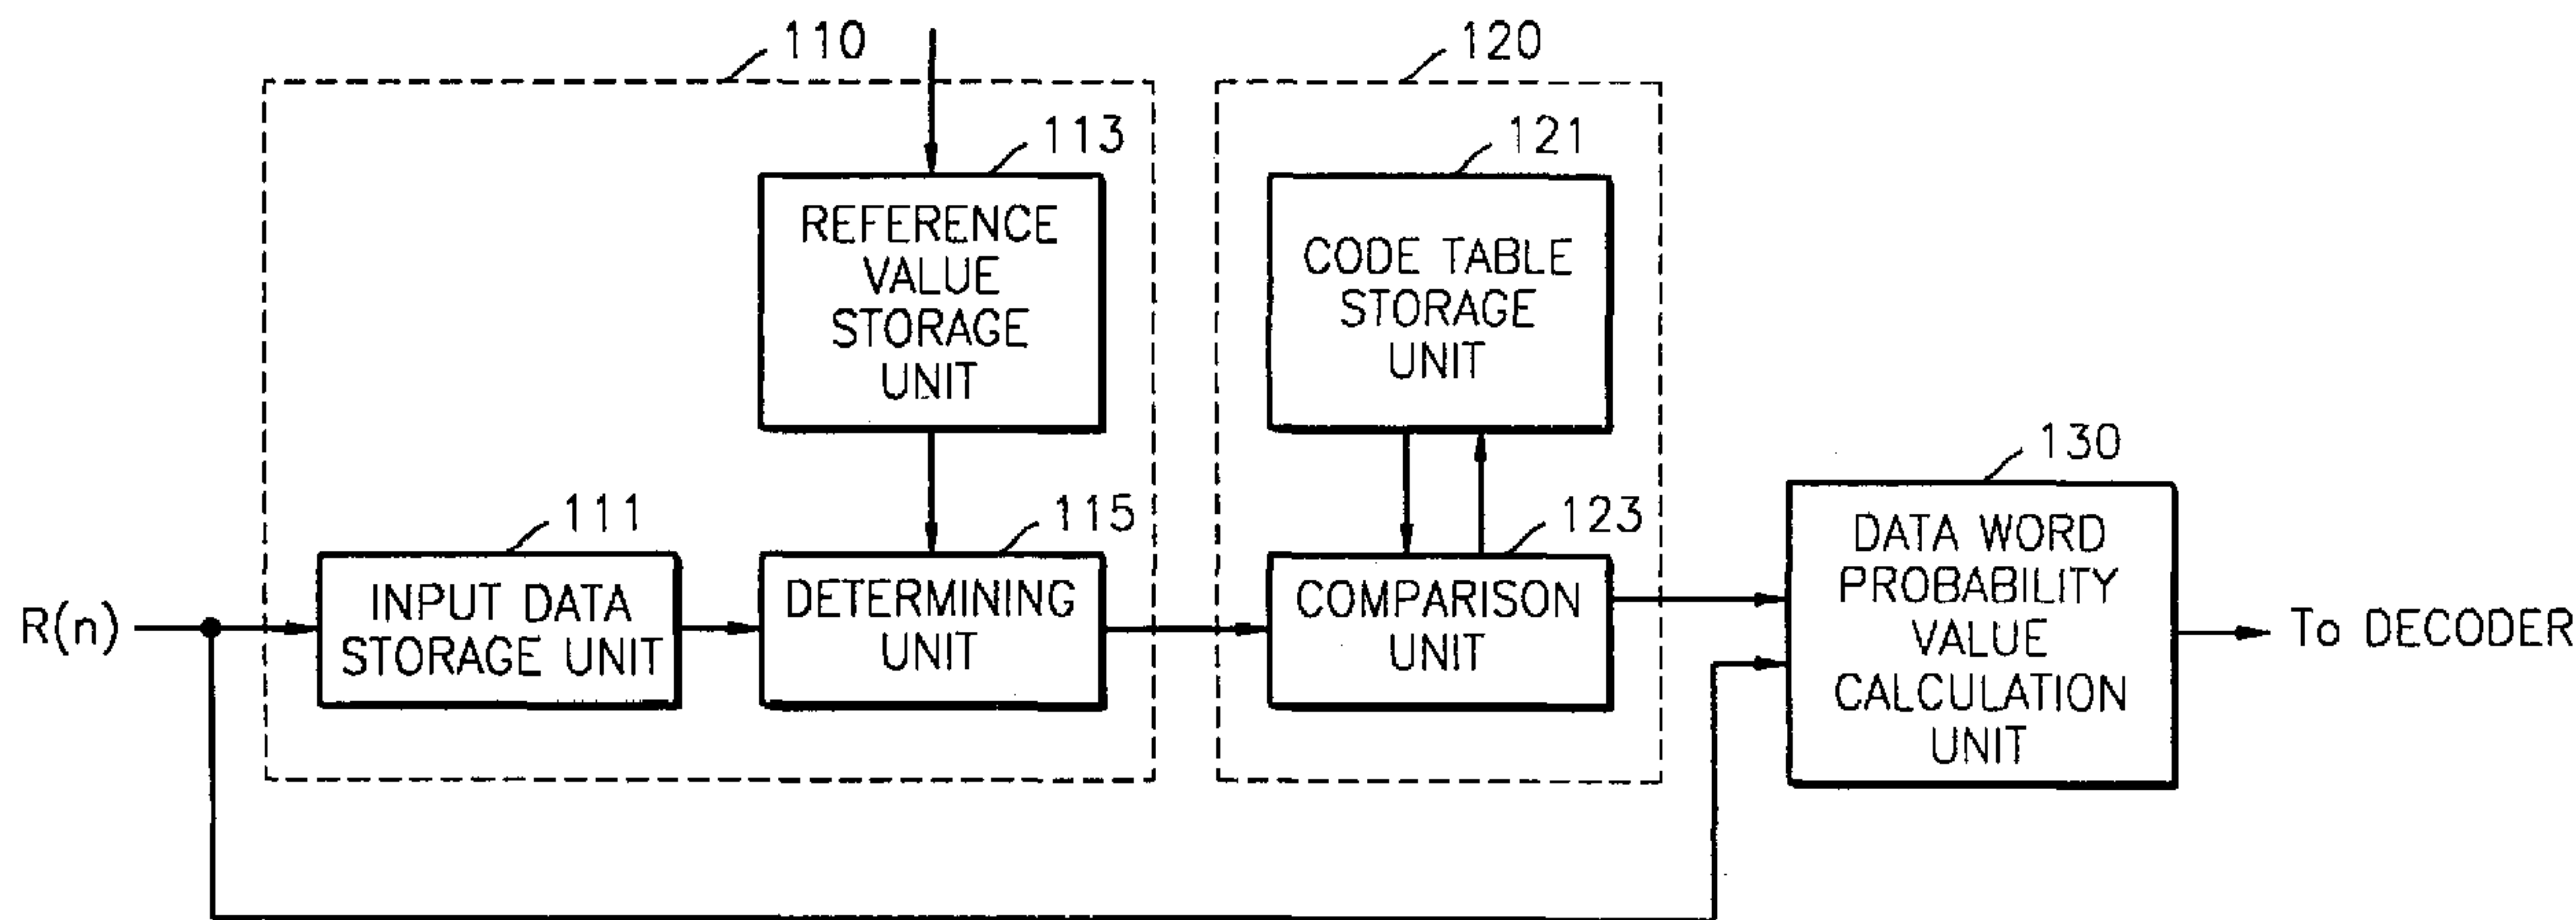 110
120
113
REFERENCE
VALUE
STORAGE
UNIT
121
CODE TABLE
STORAGE
UNIT
R(n)
111
INPUT DATA
STORAGE UNIT
115
DETERMINING
UNIT
123
COMPARISON
UNIT
130
DATA WORD
PROBABILITY
VALUE
CALCULATION
UNIT
To DECODER